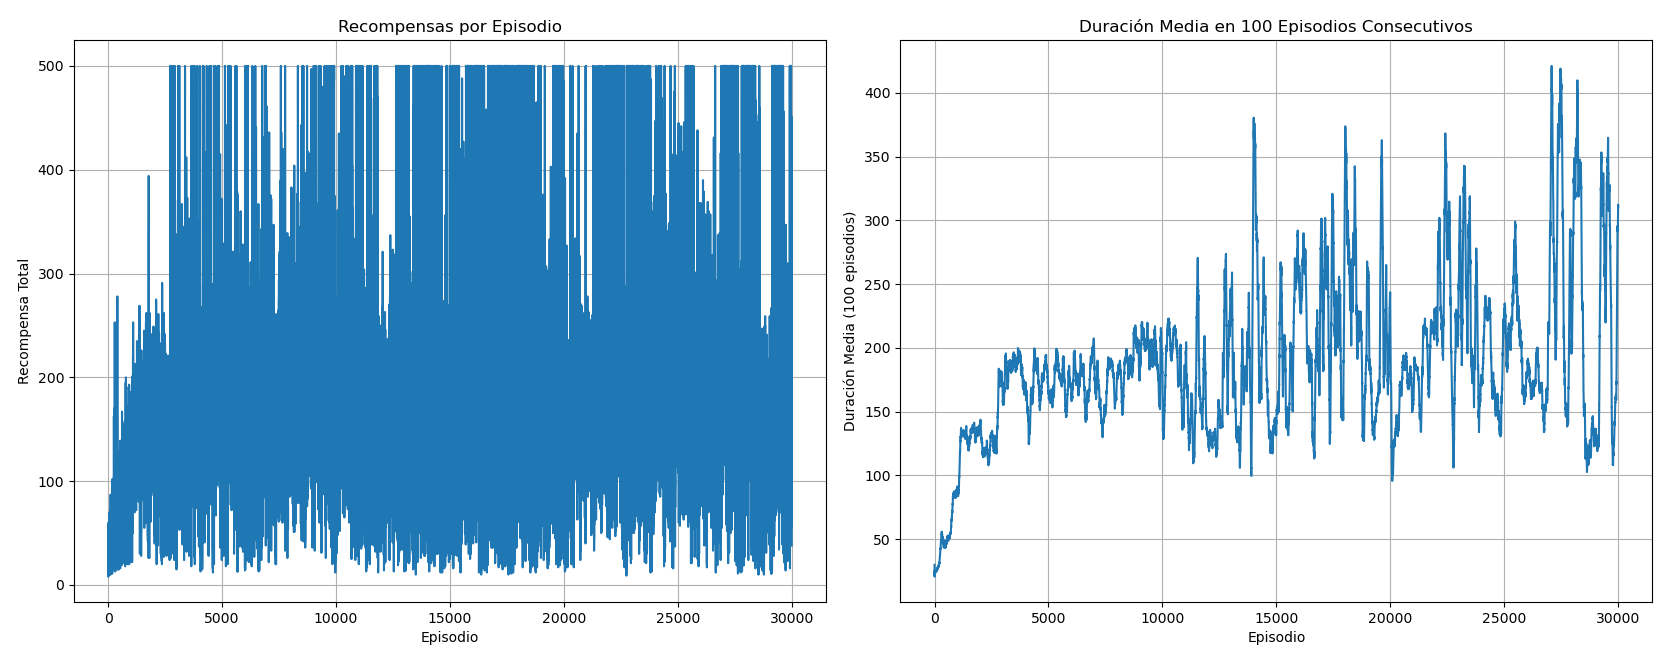 Recompensas por Episodio
Recompensa Total
500
400
300
200
100
0
0 5000 10000 15000 20000 25000 30000
Episodio
Duración Media en 100 Episodios Consecutivos
Duración Media (100 episodios)
400
350
300
250
200
150
100
50
0 5000 10000 15000 20000 25000 30000
Episodio